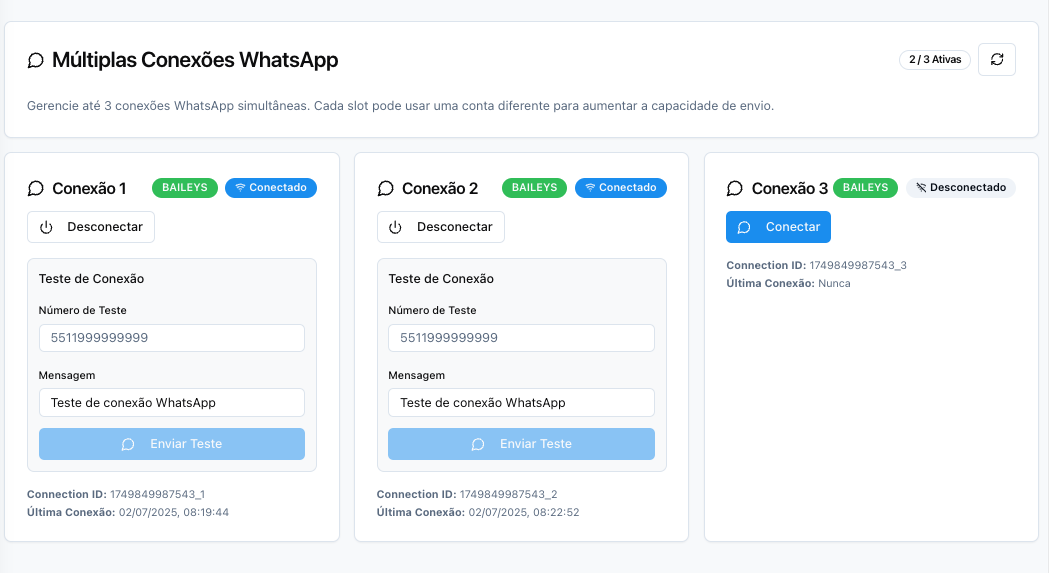 Múltiplas Conexões WhatsApp
2 / 3 Ativas
Gerencie até 3 conexões WhatsApp simultâneas. Cada slot pode usar uma conta diferente para aumentar a capacidade de envio.
Conexão 1
BAILEYS
Conectado
Desconectar
Teste de Conexão
Número de Teste
5511999999999
Mensagem
Teste de conexão WhatsApp
Enviar Teste
Connection ID: 1749849987543_1
Última Conexão: 02/07/2025, 08:19:44
Conexão 2
BAILEYS
Conectado
Desconectar
Teste de Conexão
Número de Teste
5511999999999
Mensagem
Teste de conexão WhatsApp
Enviar Teste
Connection ID: 1749849987543_2
Última Conexão: 02/07/2025, 08:22:52
Conexão 3
BAILEYS
Desconectado
Conectar
Connection ID: 1749849987543_3
Última Conexão: Nunca